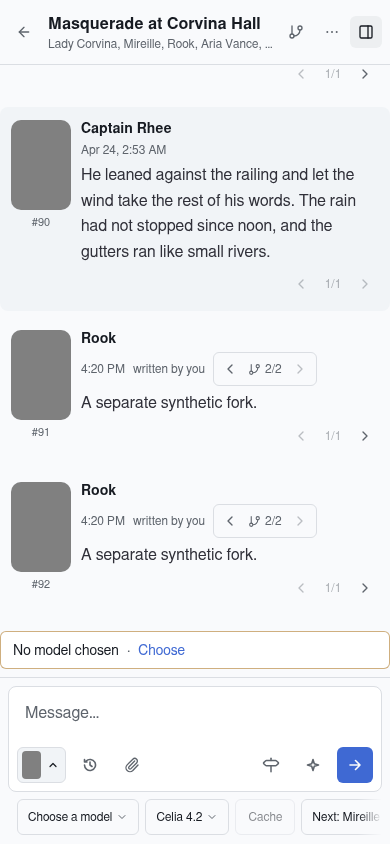 Masquerade at Corvina Hall
Lady Corvina, Mireille, Rook, Aria Vance, ...
1/1
Captain Rhee
Apr 24, 2:53 AM
He leaned against the railing and let the
wind take the rest of his words. The rain
had not stopped since noon, and the
gutters ran like small rivers.
#90
1/1
Rook
4:20 PM written by you 2/2
A separate synthetic fork.
#91
1/1
Rook
4:20 PM written by you 2/2
A separate synthetic fork.
#92
1/1
No model chosen · Choose
Message...
Choose a model Celia 4.2 Cache Next: Mireille